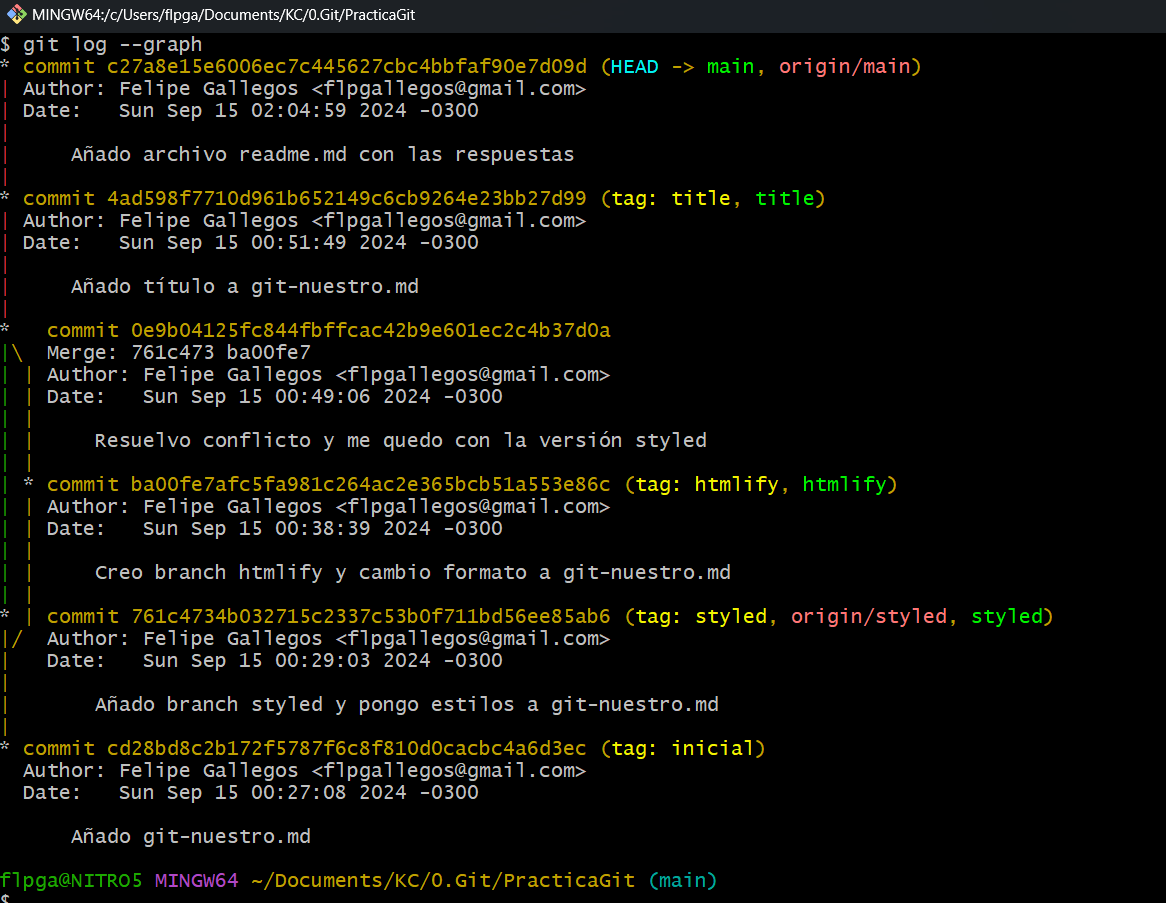 MINGW64:/c/Users/flpga/Documents/KC/0.Git/PracticaGit
$ git log --graph
* commit c27a8e15e6006ec7c445627cbc4bbfaf90e7d09d (HEAD -> main, origin/main)
| Author: Felipe Gallegos <flpgallegos@gmail.com>
| Date:   Sun Sep 15 02:04:59 2024 -0300
|
|     Añado archivo readme.md con las respuestas
|
* commit 4ad598f7710d961b652149c6cb9264e23bb27d99 (tag: title, title)
| Author: Felipe Gallegos <flpgallegos@gmail.com>
| Date:   Sun Sep 15 00:51:49 2024 -0300
|
|     Añado título a git-nuestro.md
|
*   commit 0e9b04125fc844fbffcac42b9e601ec2c4b37d0a
|\  Merge: 761c473 ba00fe7
| | Author: Felipe Gallegos <flpgallegos@gmail.com>
| | Date:   Sun Sep 15 00:49:06 2024 -0300
| |
| |     Resuelvo conflicto y me quedo con la versión styled
| |
| * commit ba00fe7afc5fa981c264ac2e365bcb51a553e86c (tag: htmlify, htmlify)
| | Author: Felipe Gallegos <flpgallegos@gmail.com>
| | Date:   Sun Sep 15 00:38:39 2024 -0300
| |
| |     Creo branch htmlify y cambio formato a git-nuestro.md
| |
* | commit 761c4734b032715c2337c53b0f711bd56ee85ab6 (tag: styled, origin/styled, styled)
|/  Author: Felipe Gallegos <flpgallegos@gmail.com>
|   Date:   Sun Sep 15 00:29:03 2024 -0300
|
|       Añado branch styled y pongo estilos a git-nuestro.md
|
* commit cd28bd8c2b172f5787f6c8f810d0cacbc4a6d3ec (tag: inicial)
  Author: Felipe Gallegos <flpgallegos@gmail.com>
  Date:   Sun Sep 15 00:27:08 2024 -0300

      Añado git-nuestro.md

flpga@NITRO5 MINGW64 ~/Documents/KC/0.Git/PracticaGit (main)
$